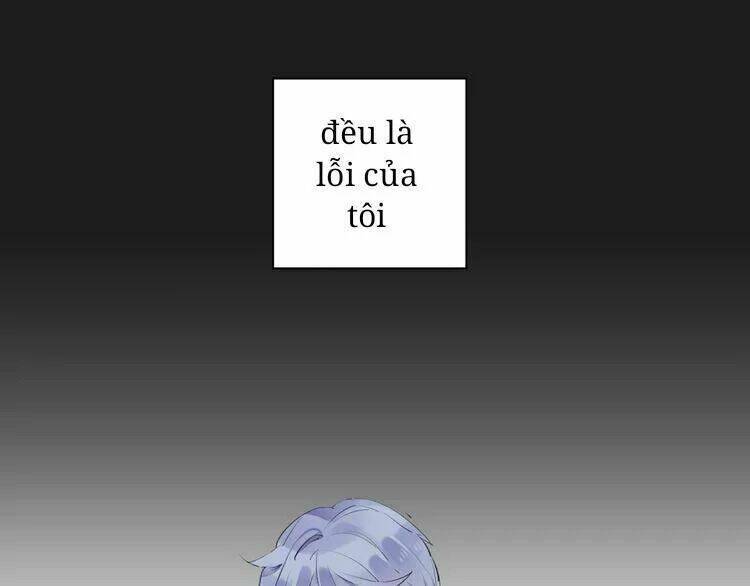 đều là
lỗi của
tôi